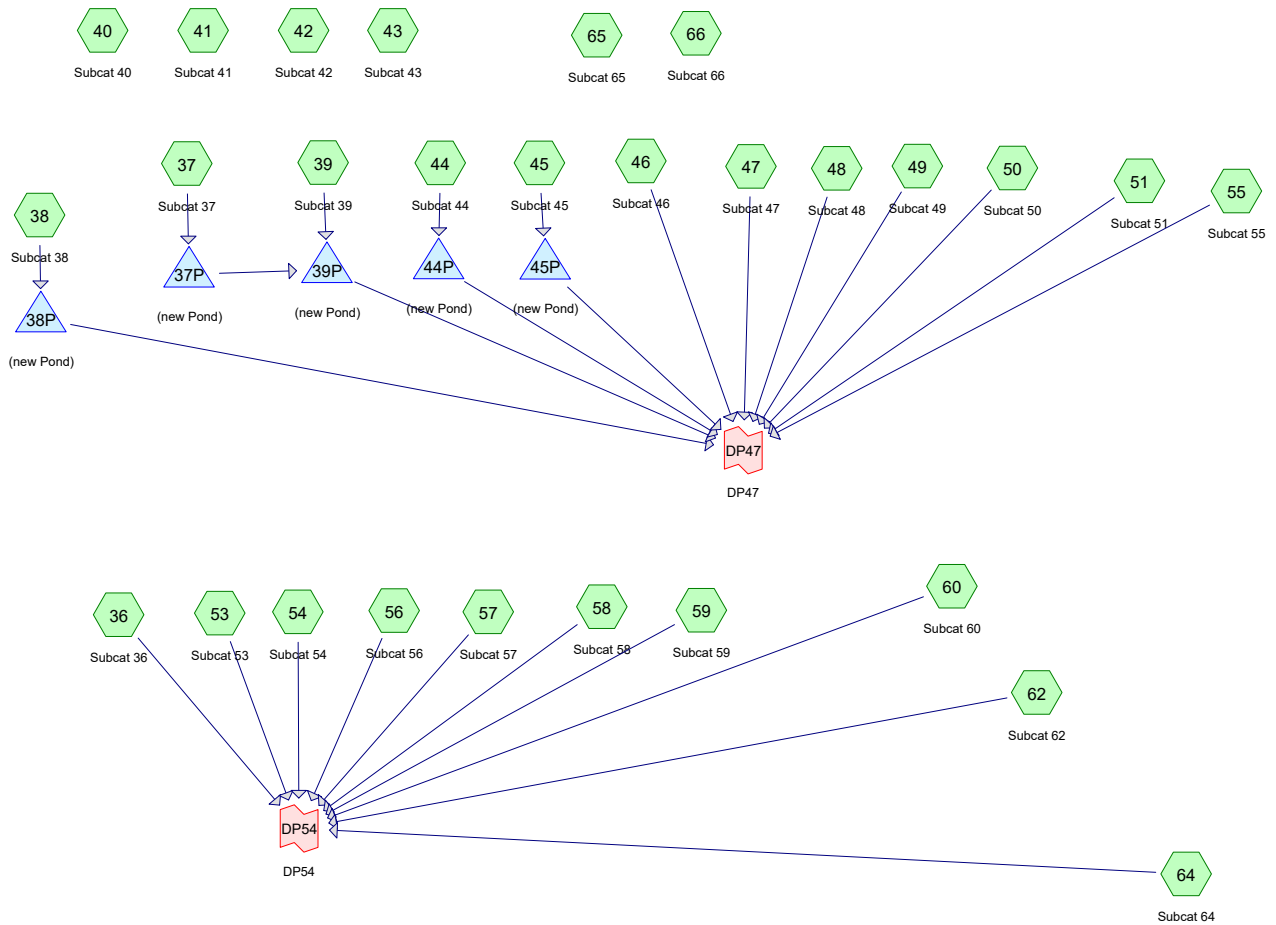 40
41
42
43
65
66
Subcat 40
Subcat 41
Subcat 42
Subcat 43
Subcat 65
Subcat 66
37
39
44
45
46
47
48
49
50
51
55
38
Subcat 37
Subcat 39
Subcat 44
Subcat 45
Subcat 46
Subcat 47
Subcat 48
Subcat 49
Subcat 50
Subcat 51
Subcat 55
Subcat 38
37P
39P
44P
45P
38P
(new Pond)
(new Pond)
(new Pond)
(new Pond)
(new Pond)
DP47
DP47
36
53
54
56
57
58
59
60
Subcat 36
Subcat 53
Subcat 54
Subcat 56
Subcat 57
Subcat 58
Subcat 59
Subcat 60
62
Subcat 62
DP54
DP54
64
Subcat 64